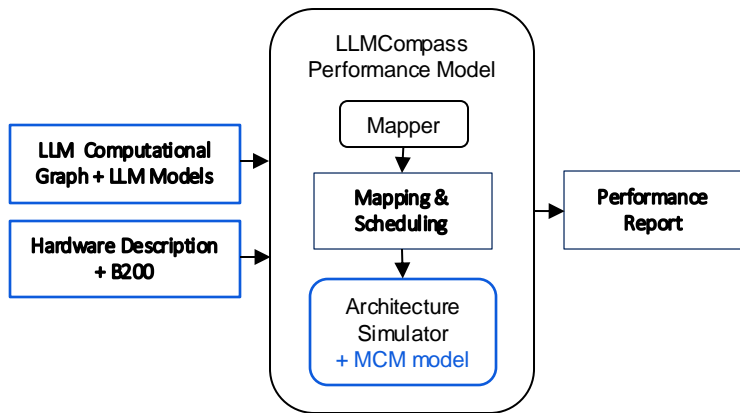 LLMCompass
Performance Model
Mapper
LLM Computational
Graph + LLM Models
Mapping &
Scheduling
Performance
Report
Hardware Description
+ B200
Architecture
Simulator
+ MCM model